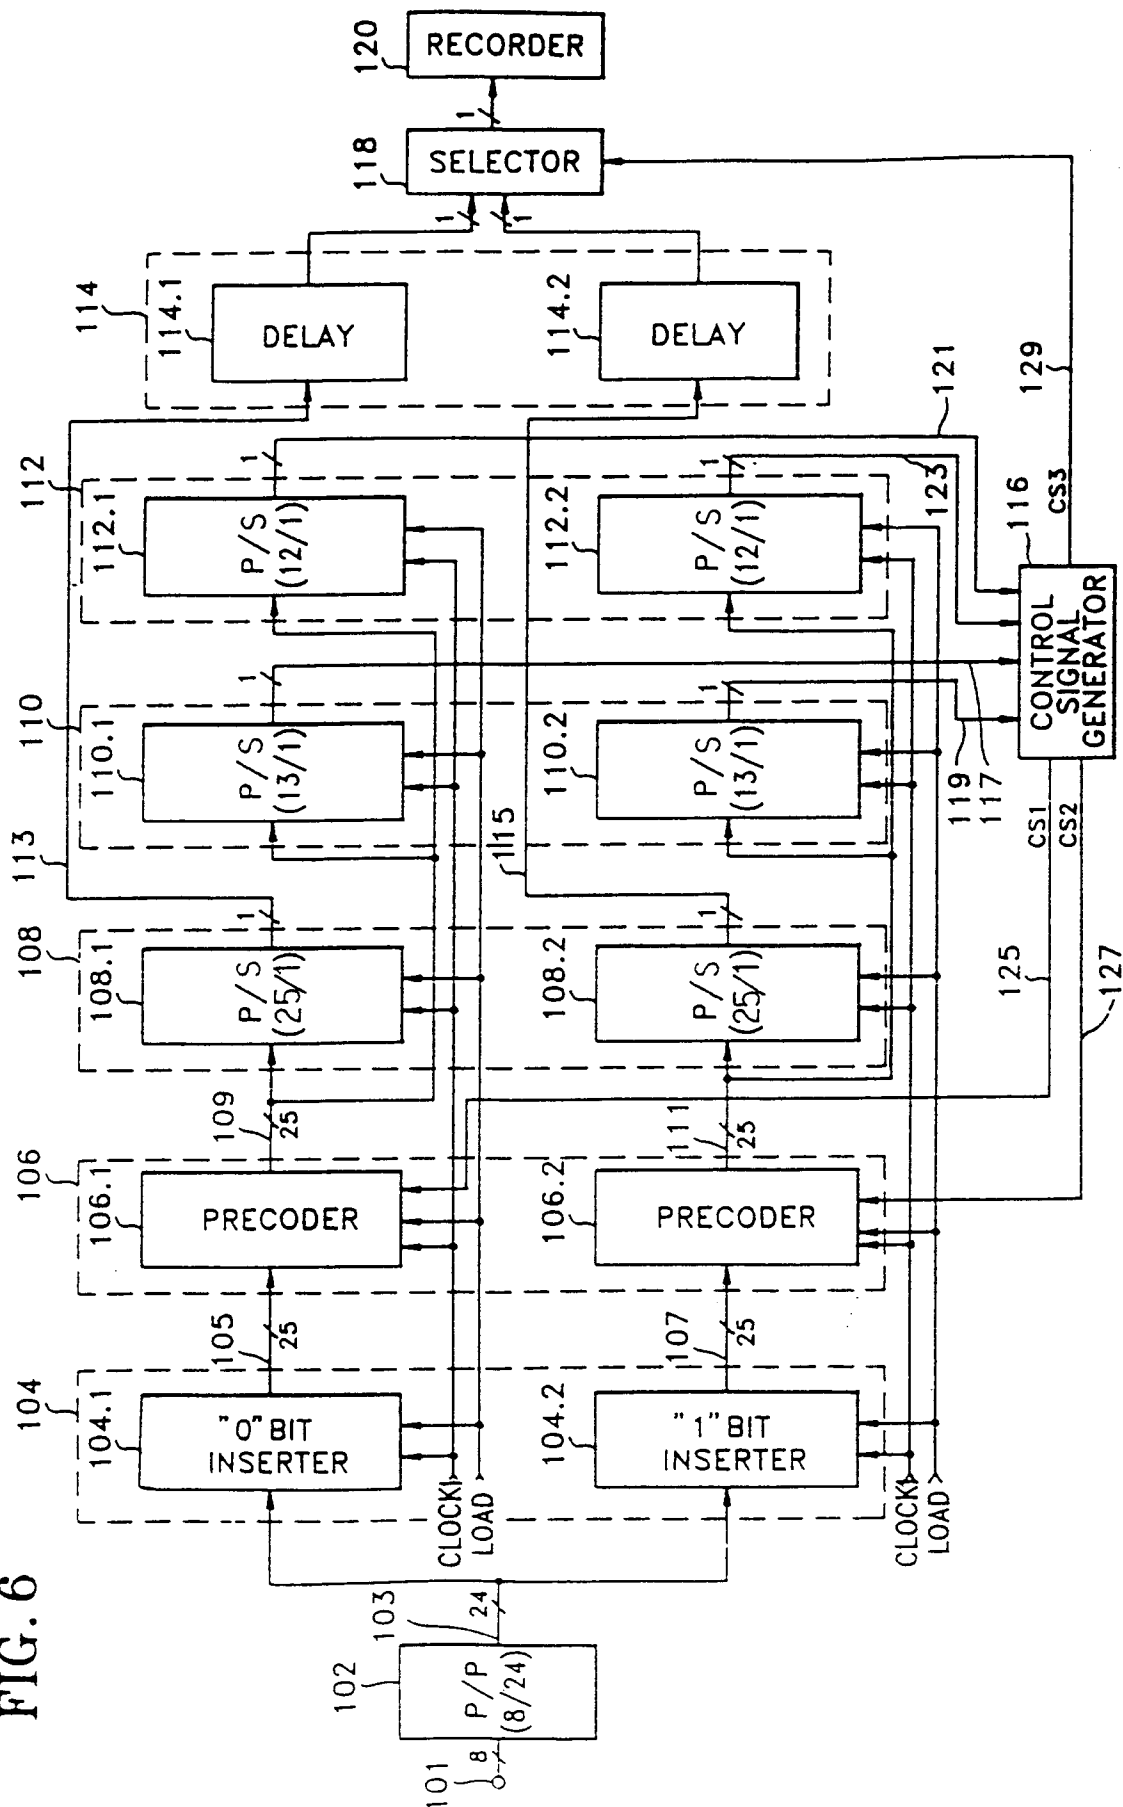 FIG. 6
101
8
102
P/P
(8/24)
103
24
104
104.1
"0" BIT
INSERTER
104.2
"1" BIT
INSERTER
CLOCK
LOAD
CLOCK
LOAD
105
25
107
25
106
106.1
PRECODER
106.2
PRECODER
109
25
111
25
108
108.1
P/S
(25/1)
1
108.2
P/S
(25/1)
1
113
115
110
110.1
P/S
(13/1)
1
110.2
P/S
(13/1)
1
112
112.1
P/S
(12/1)
1
112.2
P/S
(12/1)
1
114
114.1
DELAY
114.2
DELAY
1
1
118
SELECTOR
1
120
RECORDER
125
127
CS1
CS2
119
117
123
121
116
CONTROL
SIGNAL
GENERATOR
CS3
129